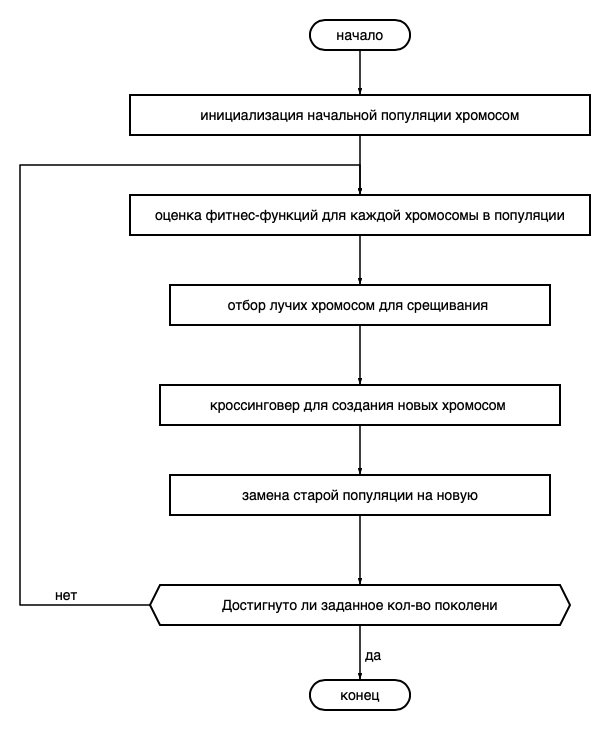 начало
инициализация начальной популяции хромосом
оценка фитнес-функций для каждой хромосомы в популяции
отбор лучих хромосом для срещивания
кроссинговер для создания новых хромосом
замена старой популяции на новую
нет
Достигнуто ли заданное кол-во поколени
да
конец